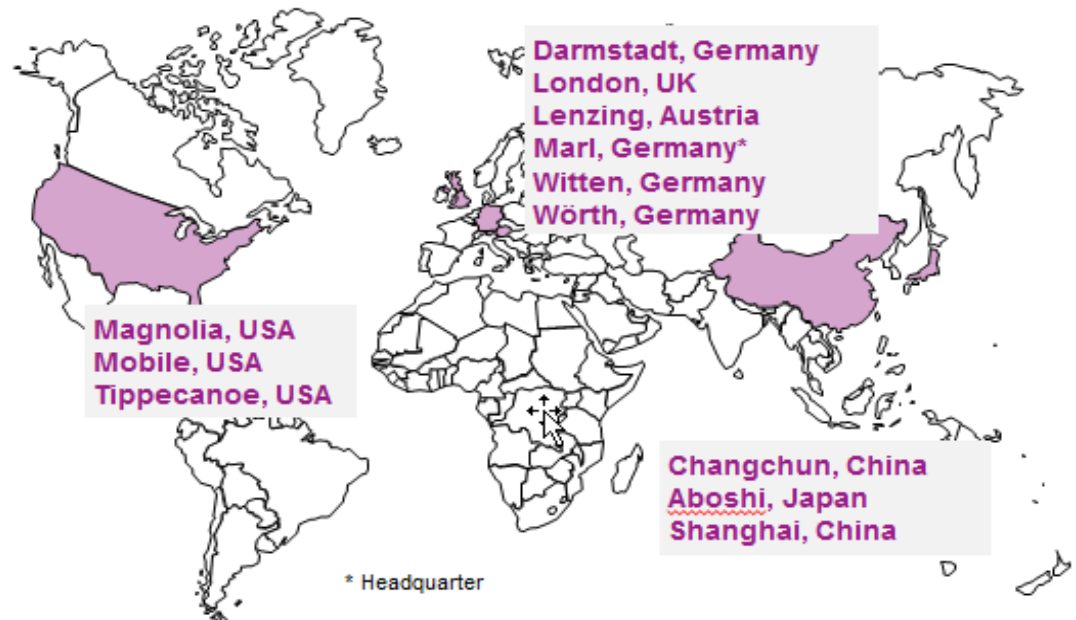 Darmstadt, Germany
London, UK
Lenzing, Austria
Marl, Germany*
Witten, Germany
Wörth, Germany
Magnolia, USA
Mobile, USA
Tippecanoe, USA
Changchun, China
Aboshi, Japan
Shanghai, China
* Headquarter